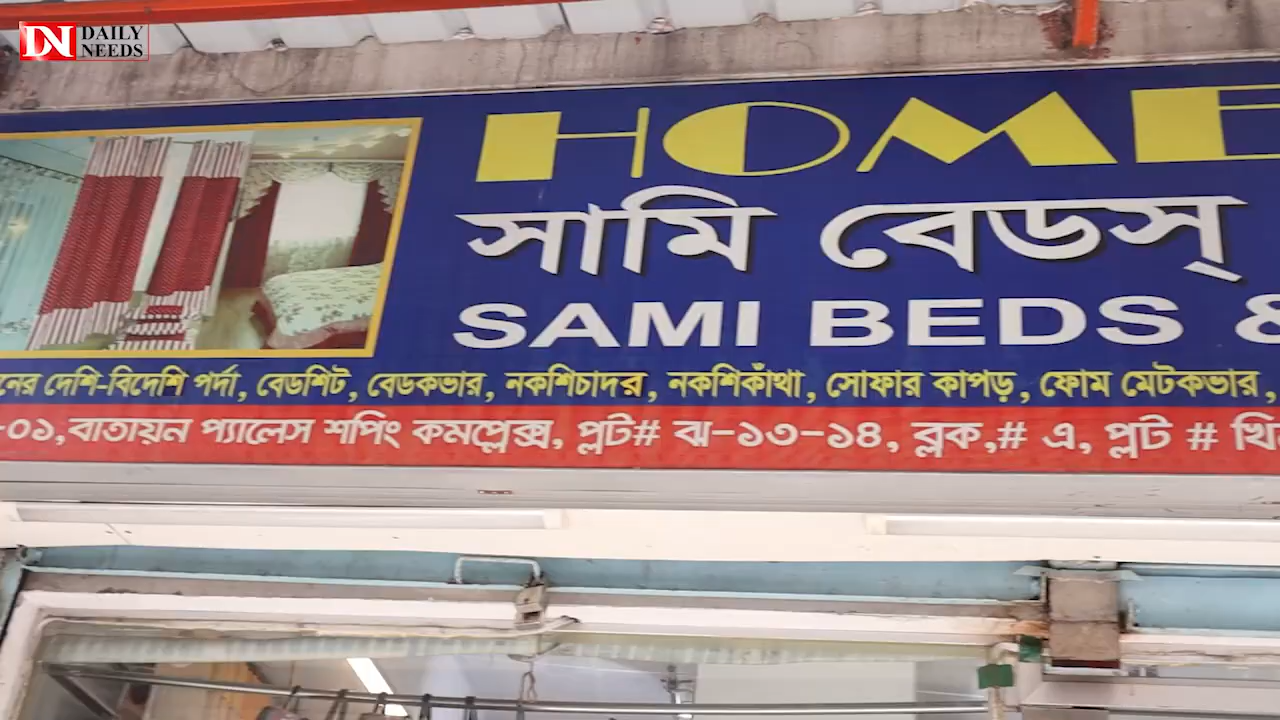 DN DAILY
NEEDS
HOME
সামি বেডস্
SAMI BEDS &
নের দেশি-বিদেশি পর্দা, বেডশিট, বেডকভার, নকশিচাদর, নকশিকাঁথা, সোফার কাপড়, ফোম মেটকভার,
-০১, বাতায়ন প্যালেস শপিং কমপ্লেক্স, প্লট# ঝ-১৩-১৪, ব্লক,# এ, প্লট #